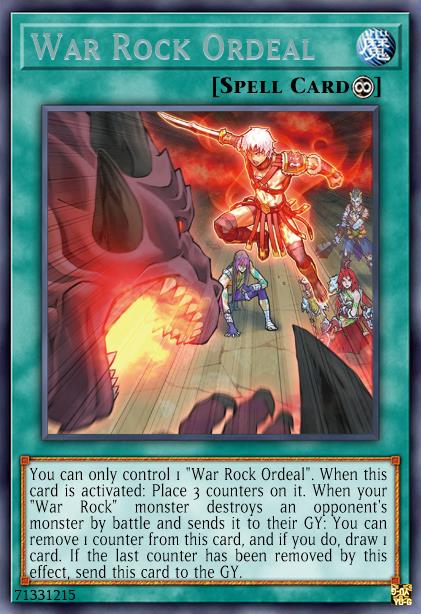 War Rock Ordeal
[Spell Card♾]
You can only control 1 "War Rock Ordeal". When this
card is activated: Place 3 counters on it. When your
"War Rock" monster destroys an opponent's
monster by battle and sends it to their GY: You can
remove 1 counter from this card, and if you do, draw 1
card. If the last counter has been removed by this
effect, send this card to the GY.
71331215